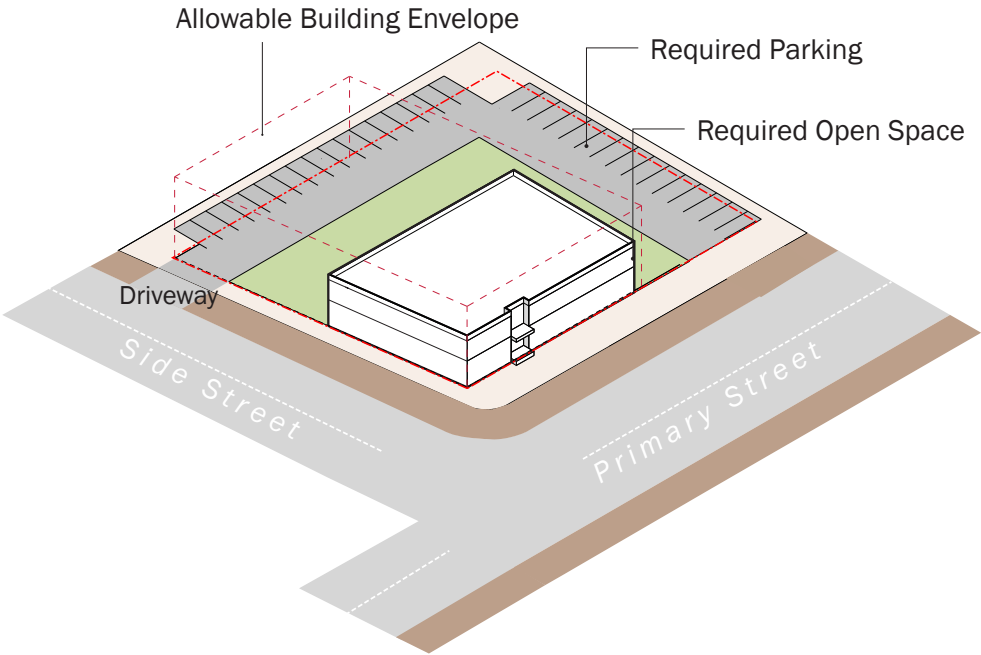 Allowable Building Envelope
Required Parking
Required Open Space
Driveway
Side Street
Primary Street